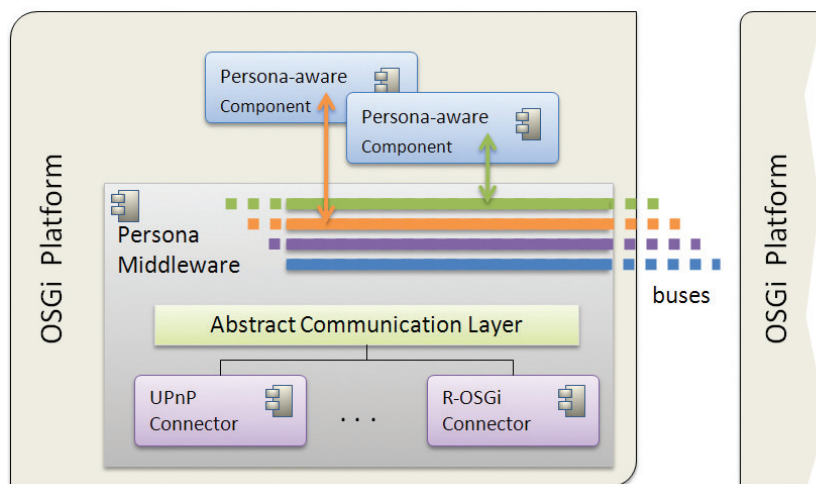 OSGi Platform
Persona-aware
Component
Persona-aware
Component
Persona
Middleware
buses
Abstract Communication Layer
UPnP
Connector
. . .
R-OSGi
Connector
OSGi Platform